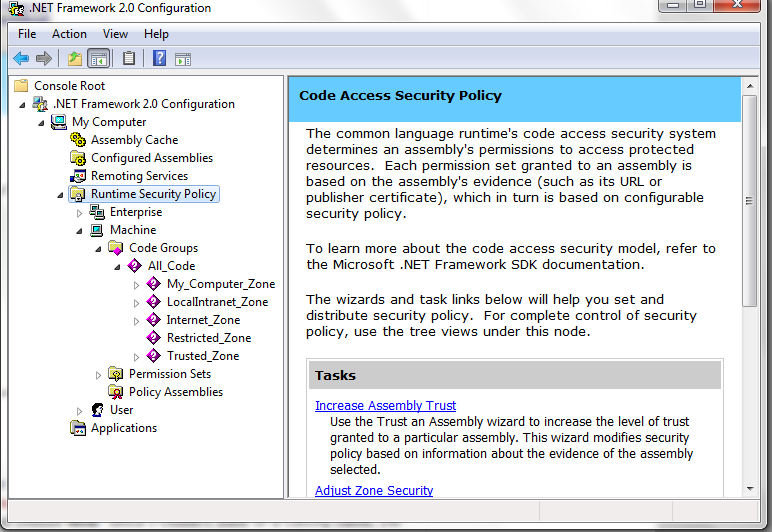 .NET Framework 2.0 Configuration
File Action View Help
Console Root
.NET Framework 2.0 Configuration
My Computer
Assembly Cache
Configured Assemblies
Remoting Services
Runtime Security Policy
Enterprise
Machine
Code Groups
All_Code
My_Computer_Zone
LocalIntranet_Zone
Internet_Zone
Restricted_Zone
Trusted_Zone
Permission Sets
Policy Assemblies
User
Applications
Code Access Security Policy
The common language runtime's code access security system
determines an assembly's permissions to access protected
resources. Each permission set granted to an assembly is
based on the assembly's evidence (such as its URL or
publisher certificate), which in turn is based on configurable
security policy.
To learn more about the code access security model, refer to
the Microsoft .NET Framework SDK documentation.
The wizards and task links below will help you set and
distribute security policy. For complete control of security
policy, use the tree views under this node.
Tasks
Increase Assembly Trust
Use the Trust an Assembly wizard to increase the level of trust
granted to a particular assembly. This wizard modifies security
policy based on information about the evidence of the assembly
selected.
Adjust Zone Security